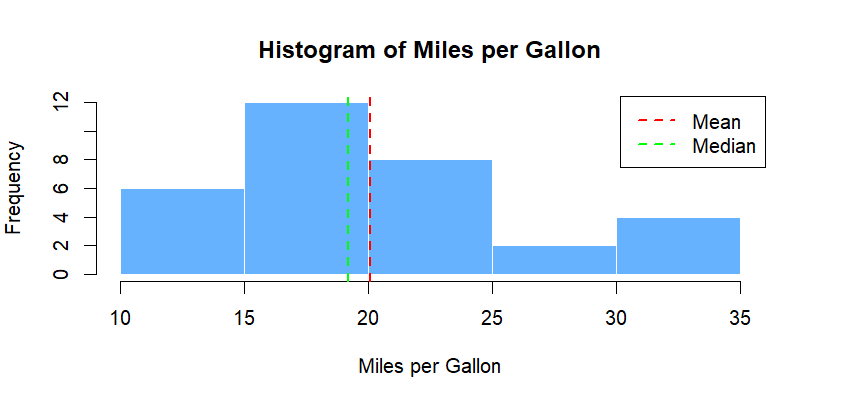 Histogram of Miles per Gallon
Mean
Median
Frequency
12
8
6
4
2
0
10 15 20 25 30 35
Miles per Gallon